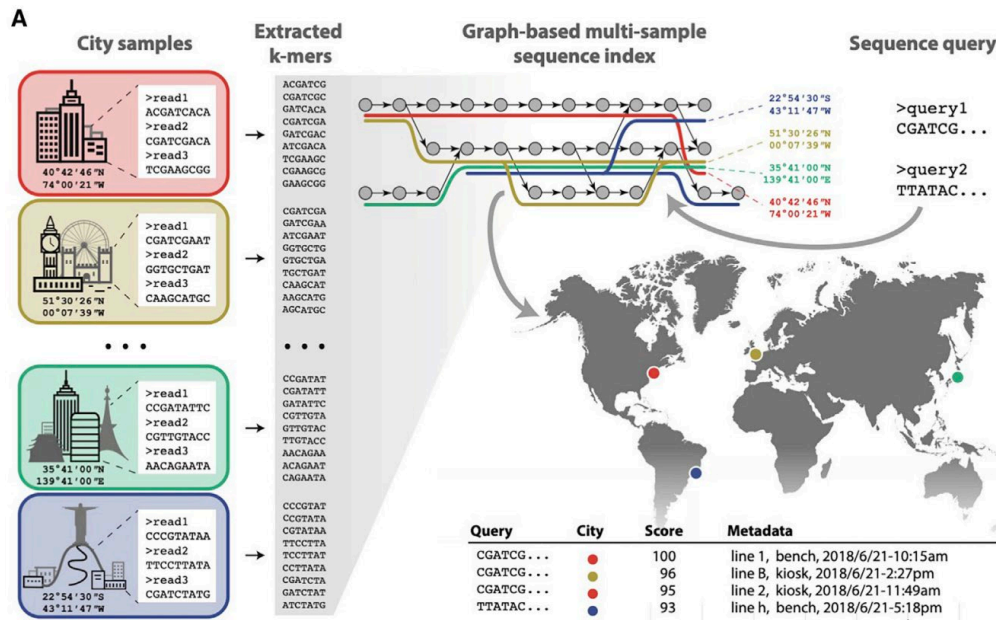 A
City samples
Extracted
k-mers
Graph-based multi-sample
sequence index
Sequence query
>read1
ACGATCACA
>read2
CGATCGACA
>read3
TCGAAGCGG
40°42'46"N
74°00'21"W
>read1
CGATCGAAT
>read2
GGTGCTGAT
>read3
CAAGCATGC
51°30'26"N
00°07'39"W
• • •
>read1
CCGATATTC
>read2
CGTTGTACC
>read3
AACAGAATA
35°41'00"N
139°41'00"E
>read1
CCCGTATAA
>read2
TTCCTTATA
>read3
CGATCTATG
22°54'30"S
43°11'47"W
ACGATCG
CGATCGC
GATCACA
CGATCGA
GATCGAC
ATCGACA
TCGAAGC
CGAAGCG
GAAGCGG
CGATCGA
GATCGAA
ATCGAAT
GGTGCTG
GTGCTGA
TGCTGAT
CAAGCAT
AAGCATG
AGCATGC
• • •
CCGATAT
CGATATT
GATATTC
CGTTGTA
GTTGTAC
TTGTACC
AACAGAA
ACAGAAT
CAGAATA
CCCGTAT
CCGTATA
CGTATAA
TTCCTTA
TCCTTAT
CCTTATA
CGATCTA
GATCTAT
ATCTATG
22°54'30"S
43°11'47"W
51°30'26"N
00°07'39"W
35°41'00"N
139°41'00"E
40°42'46"N
74°00'21"W
>query1
CGATCG...
>query2
TTATAC...
Query City Score Metadata
CGATCG... 100 line 1, bench, 2018/6/21-10:15am
CGATCG... 96 line B, kiosk, 2018/6/21-2:27pm
CGATCG... 95 line 2, kiosk, 2018/6/21-11:49am
TTATAC... 93 line h, bench, 2018/6/21-5:18pm